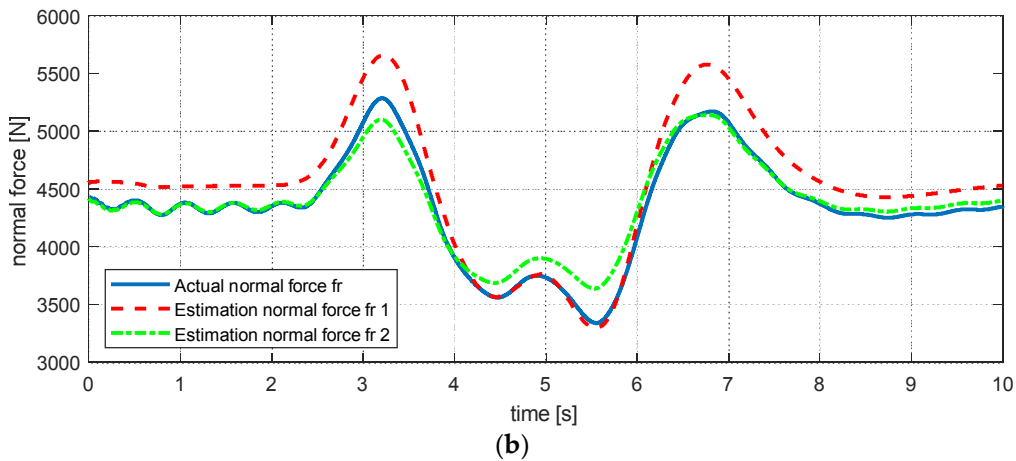 6000
5500
5000
4500
4000
3500
3000
normal force [N]
Actual normal force fr
Estimation normal force fr 1
Estimation normal force fr 2
0 1 2 3 4 5 6 7 8 9 10
time [s]
(b)